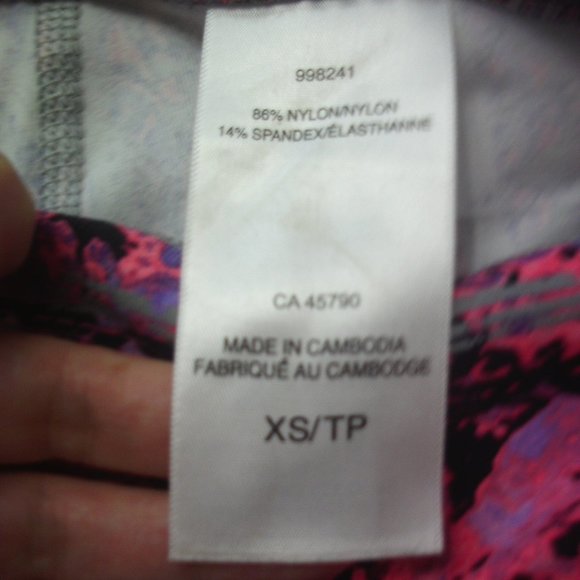 998241
86% NYLON/NYLON
14% SPANDEX/ÉLASTHANNE
CA 45790
MADE IN CAMBODIA
FABRIQUÉ AU CAMBODGE
XS/TP